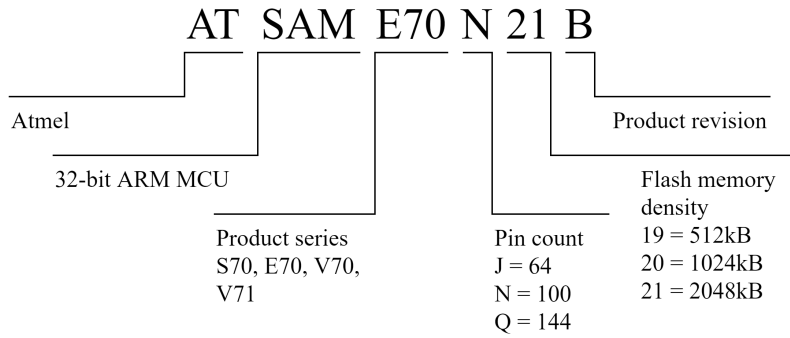 AT SAM E70 N 21 B
Atmel
Product revision
32-bit ARM MCU
Flash memory
density
19 = 512kB
20 = 1024kB
21 = 2048kB
Product series
S70, E70, V70,
V71
Pin count
J = 64
N = 100
Q = 144